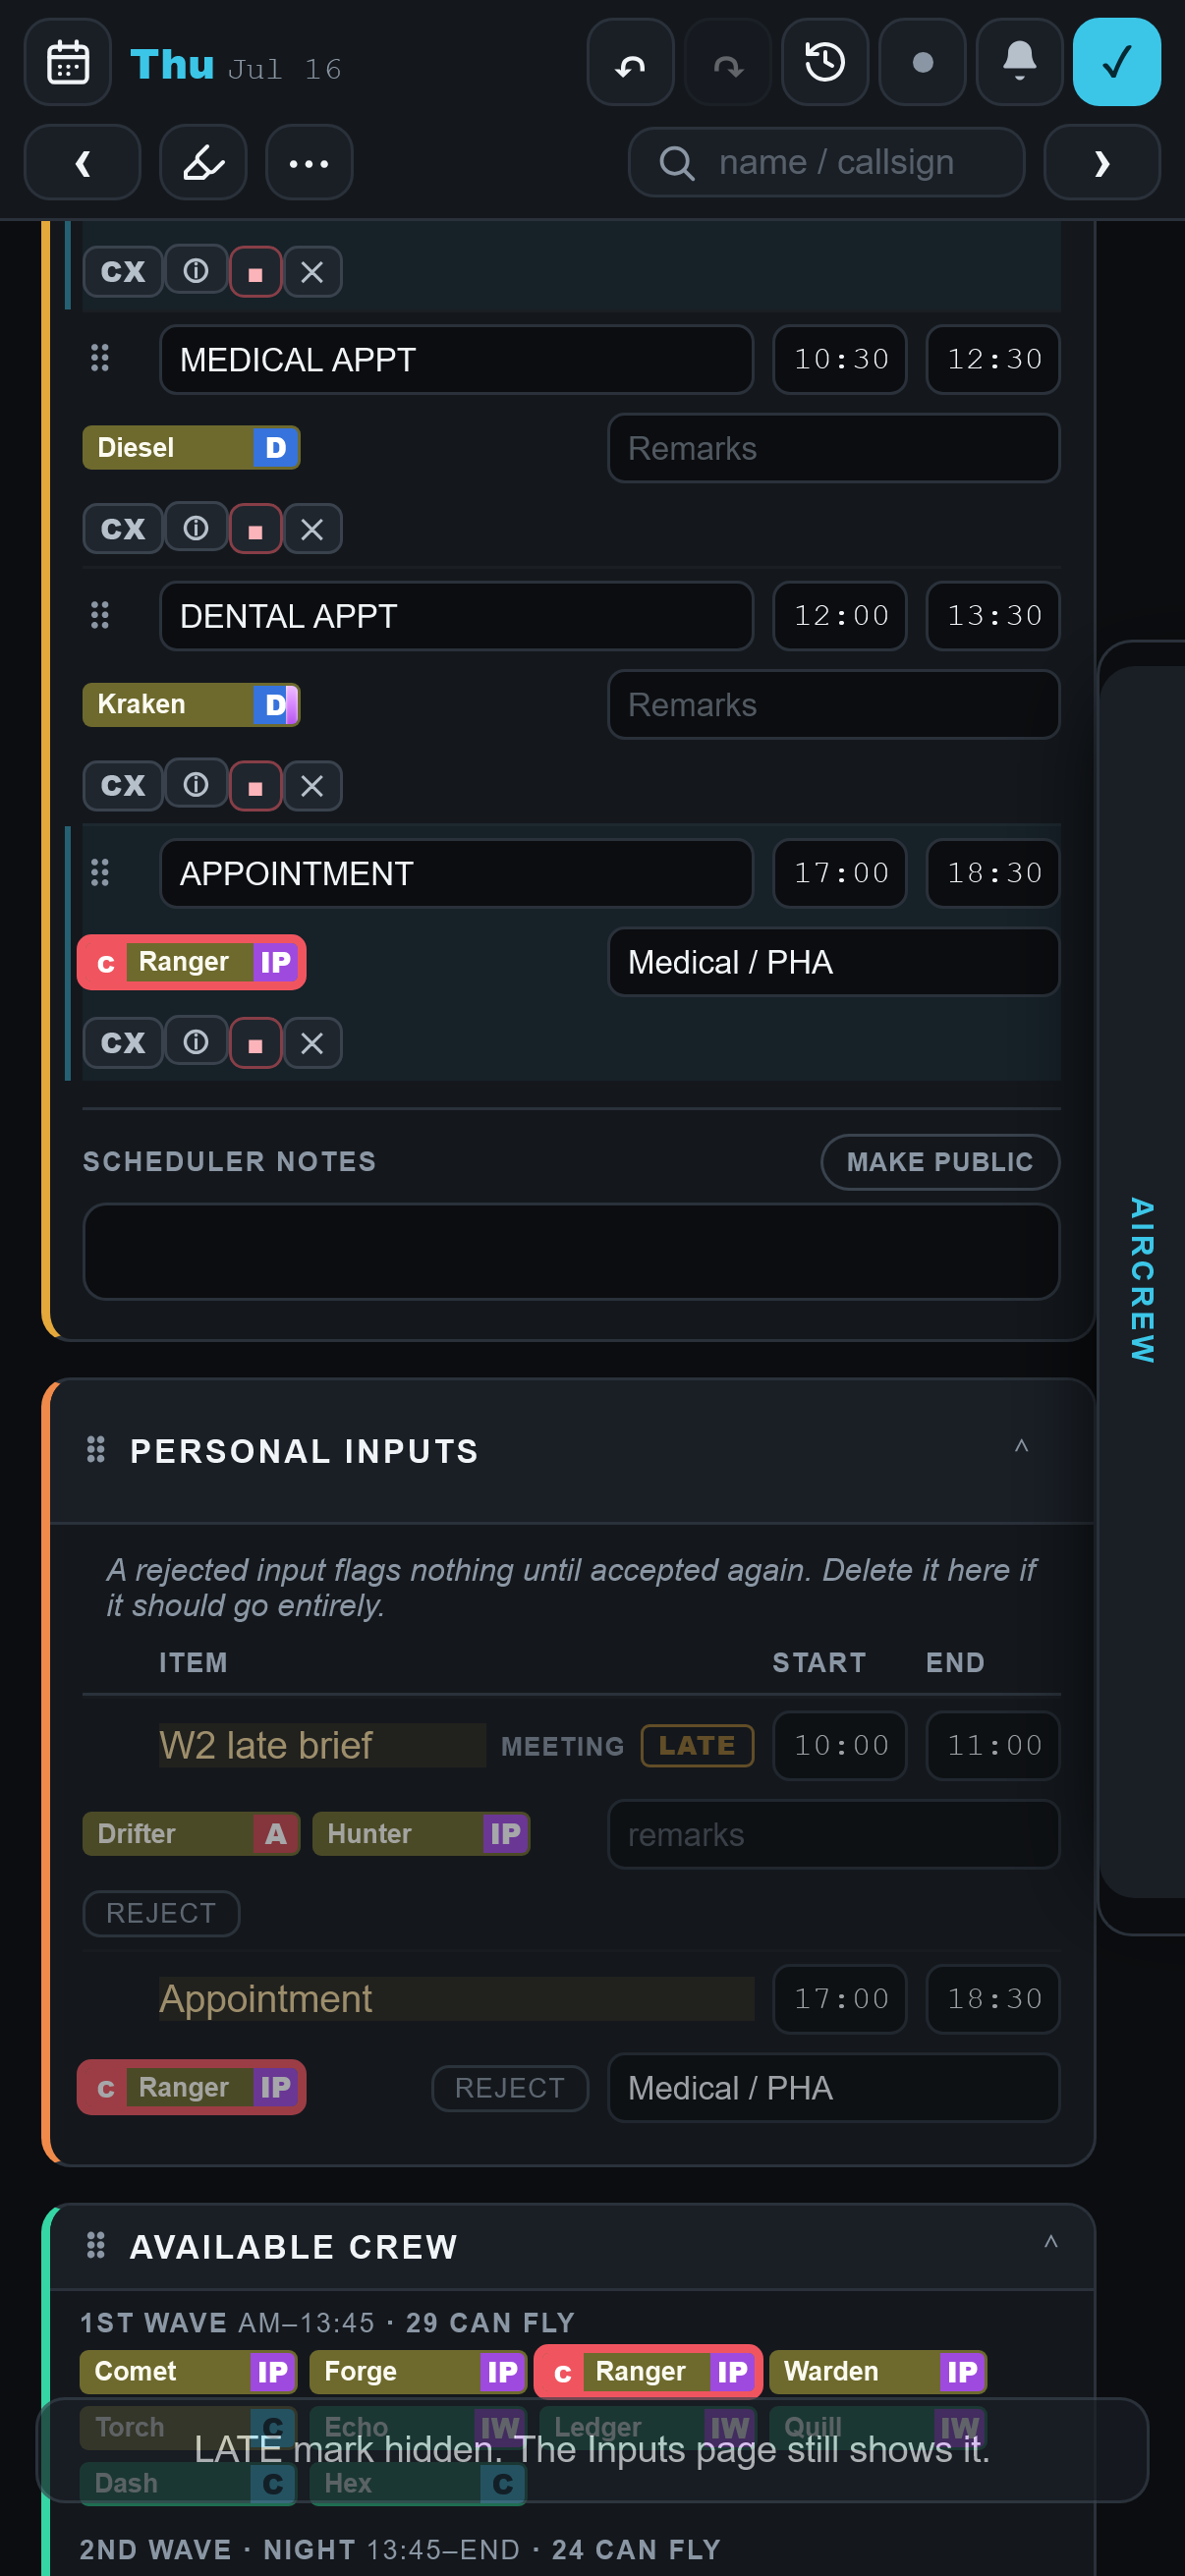 Thu Jul 16
name / callsign
CX
MEDICAL APPT 10:30 12:30
Diesel D Remarks
CX
DENTAL APPT 12:00 13:30
Kraken D Remarks
CX
APPOINTMENT 17:00 18:30
C Ranger IP Medical / PHA
CX
SCHEDULER NOTES MAKE PUBLIC
AIRCREW
PERSONAL INPUTS
A rejected input flags nothing until accepted again. Delete it here if
it should go entirely.
ITEM START END
W2 late brief MEETING LATE 10:00 11:00
Drifter A Hunter IP remarks
REJECT
Appointment 17:00 18:30
C Ranger IP REJECT Medical / PHA
AVAILABLE CREW
1ST WAVE AM–13:45 · 29 CAN FLY
Comet IP Forge IP C Ranger IP Warden IP
Torch C Echo IW Ledger IW Quill IW
LATE mark hidden. The Inputs page still shows it.
Dash C Hex C
2ND WAVE · NIGHT 13:45–END · 24 CAN FLY